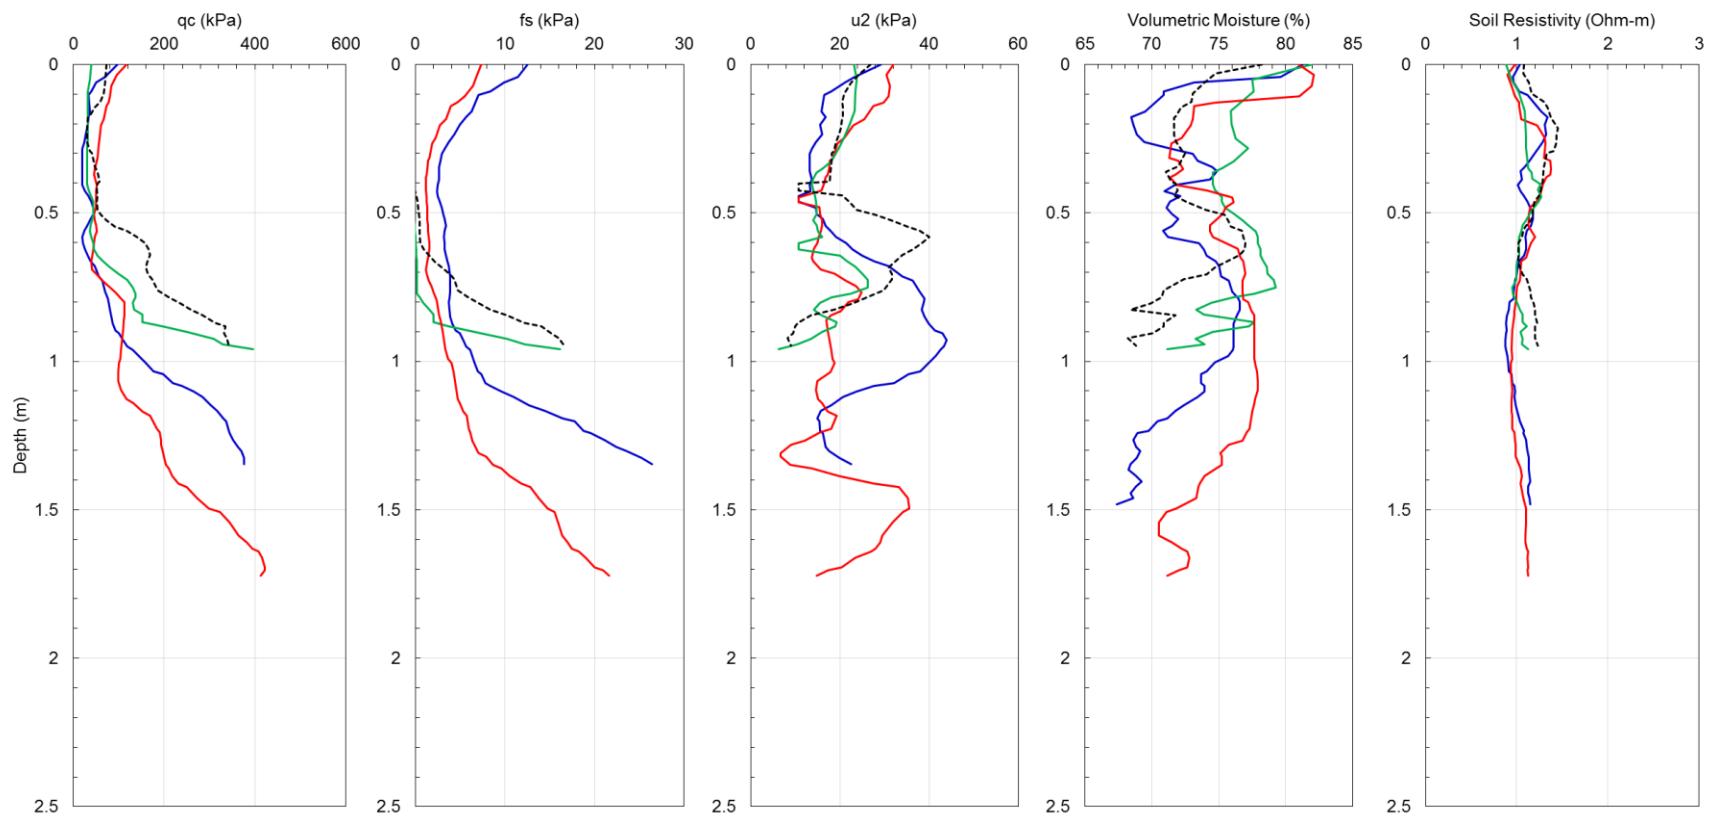 qc (kPa) fs (kPa) u2 (kPa) Volumetric Moisture (%) Soil Resistivity (Ohm-m)
0 200 400 600 0 10 20 30 0 20 40 60 65 70 75 80 85 0 1 2 3
0 0 0 0 0
0.5 0.5 0.5 0.5 0.5
1 1 1 1 1
Depth (m)
1.5 1.5 1.5 1.5 1.5
2 2 2 2 2
2.5 2.5 2.5 2.5 2.5